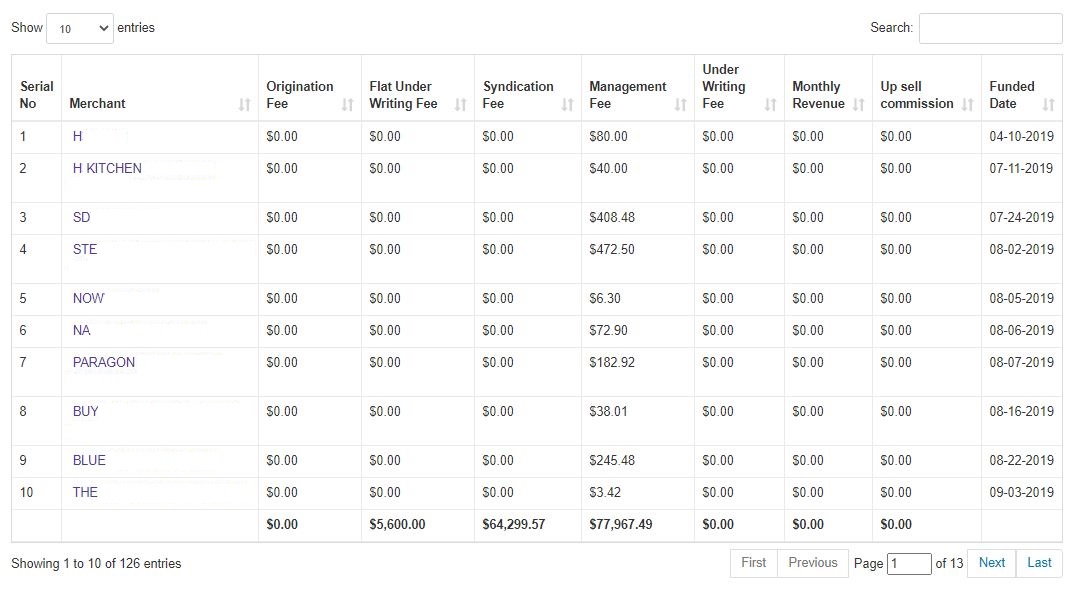 Show 10 entries Search:
Serial No Merchant Origination Fee Flat Under Writing Fee Syndication Fee Management Fee Under Writing Fee Monthly Revenue Up sell commission Funded Date
1 H $0.00 $0.00 $0.00 $80.00 $0.00 $0.00 $0.00 04-10-2019
2 H KITCHEN $0.00 $0.00 $0.00 $40.00 $0.00 $0.00 $0.00 07-11-2019
3 SD $0.00 $0.00 $0.00 $408.48 $0.00 $0.00 $0.00 07-24-2019
4 STE $0.00 $0.00 $0.00 $472.50 $0.00 $0.00 $0.00 08-02-2019
5 NOW $0.00 $0.00 $0.00 $6.30 $0.00 $0.00 $0.00 08-05-2019
6 NA $0.00 $0.00 $0.00 $72.90 $0.00 $0.00 $0.00 08-06-2019
7 PARAGON $0.00 $0.00 $0.00 $182.92 $0.00 $0.00 $0.00 08-07-2019
8 BUY $0.00 $0.00 $0.00 $38.01 $0.00 $0.00 $0.00 08-16-2019
9 BLUE $0.00 $0.00 $0.00 $245.48 $0.00 $0.00 $0.00 08-22-2019
10 THE $0.00 $0.00 $0.00 $3.42 $0.00 $0.00 $0.00 09-03-2019
$0.00 $5,600.00 $64,299.57 $77,967.49 $0.00 $0.00 $0.00
Showing 1 to 10 of 126 entries First Previous Page 1 of 13 Next Last